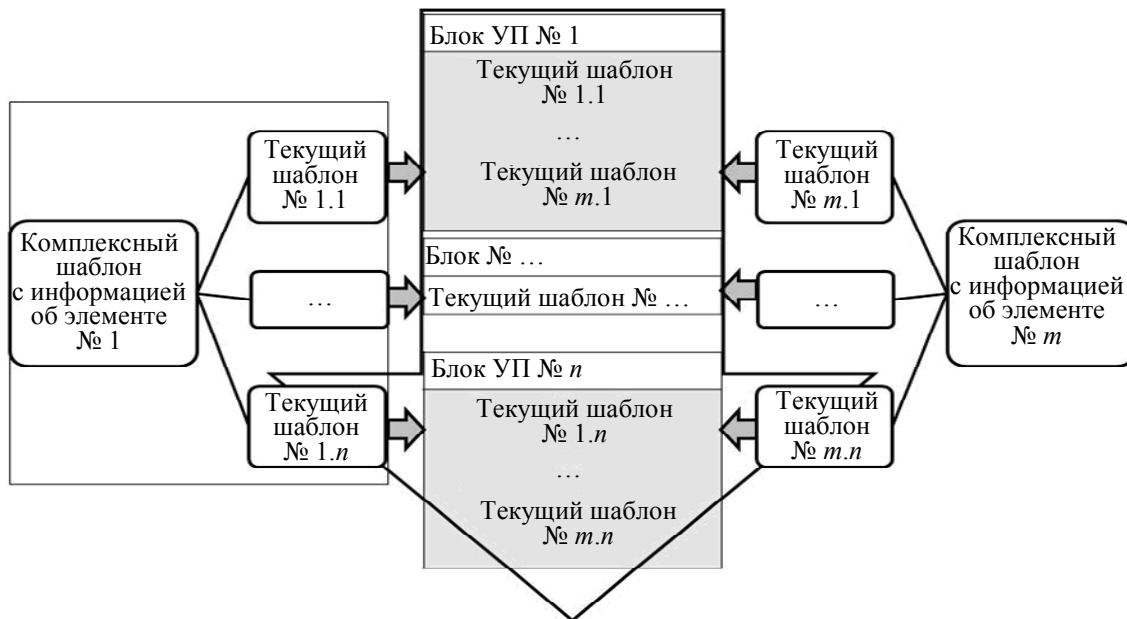 Комплексный
шаблон
с информацией
об элементе
№ 1
Текущий
шаблон
№ 1.1
…
Текущий
шаблон
№ 1.n
Блок УП № 1
Текущий шаблон
№ 1.1
…
Текущий шаблон
№ m.1
Блок № …
Текущий шаблон № …
Блок УП № n
Текущий шаблон
№ 1.n
…
Текущий шаблон
№ m.n
Текущий
шаблон
№ m.1
…
Текущий
шаблон
№ m.n
Комплексный
шаблон
с информацией
об элементе
№ m